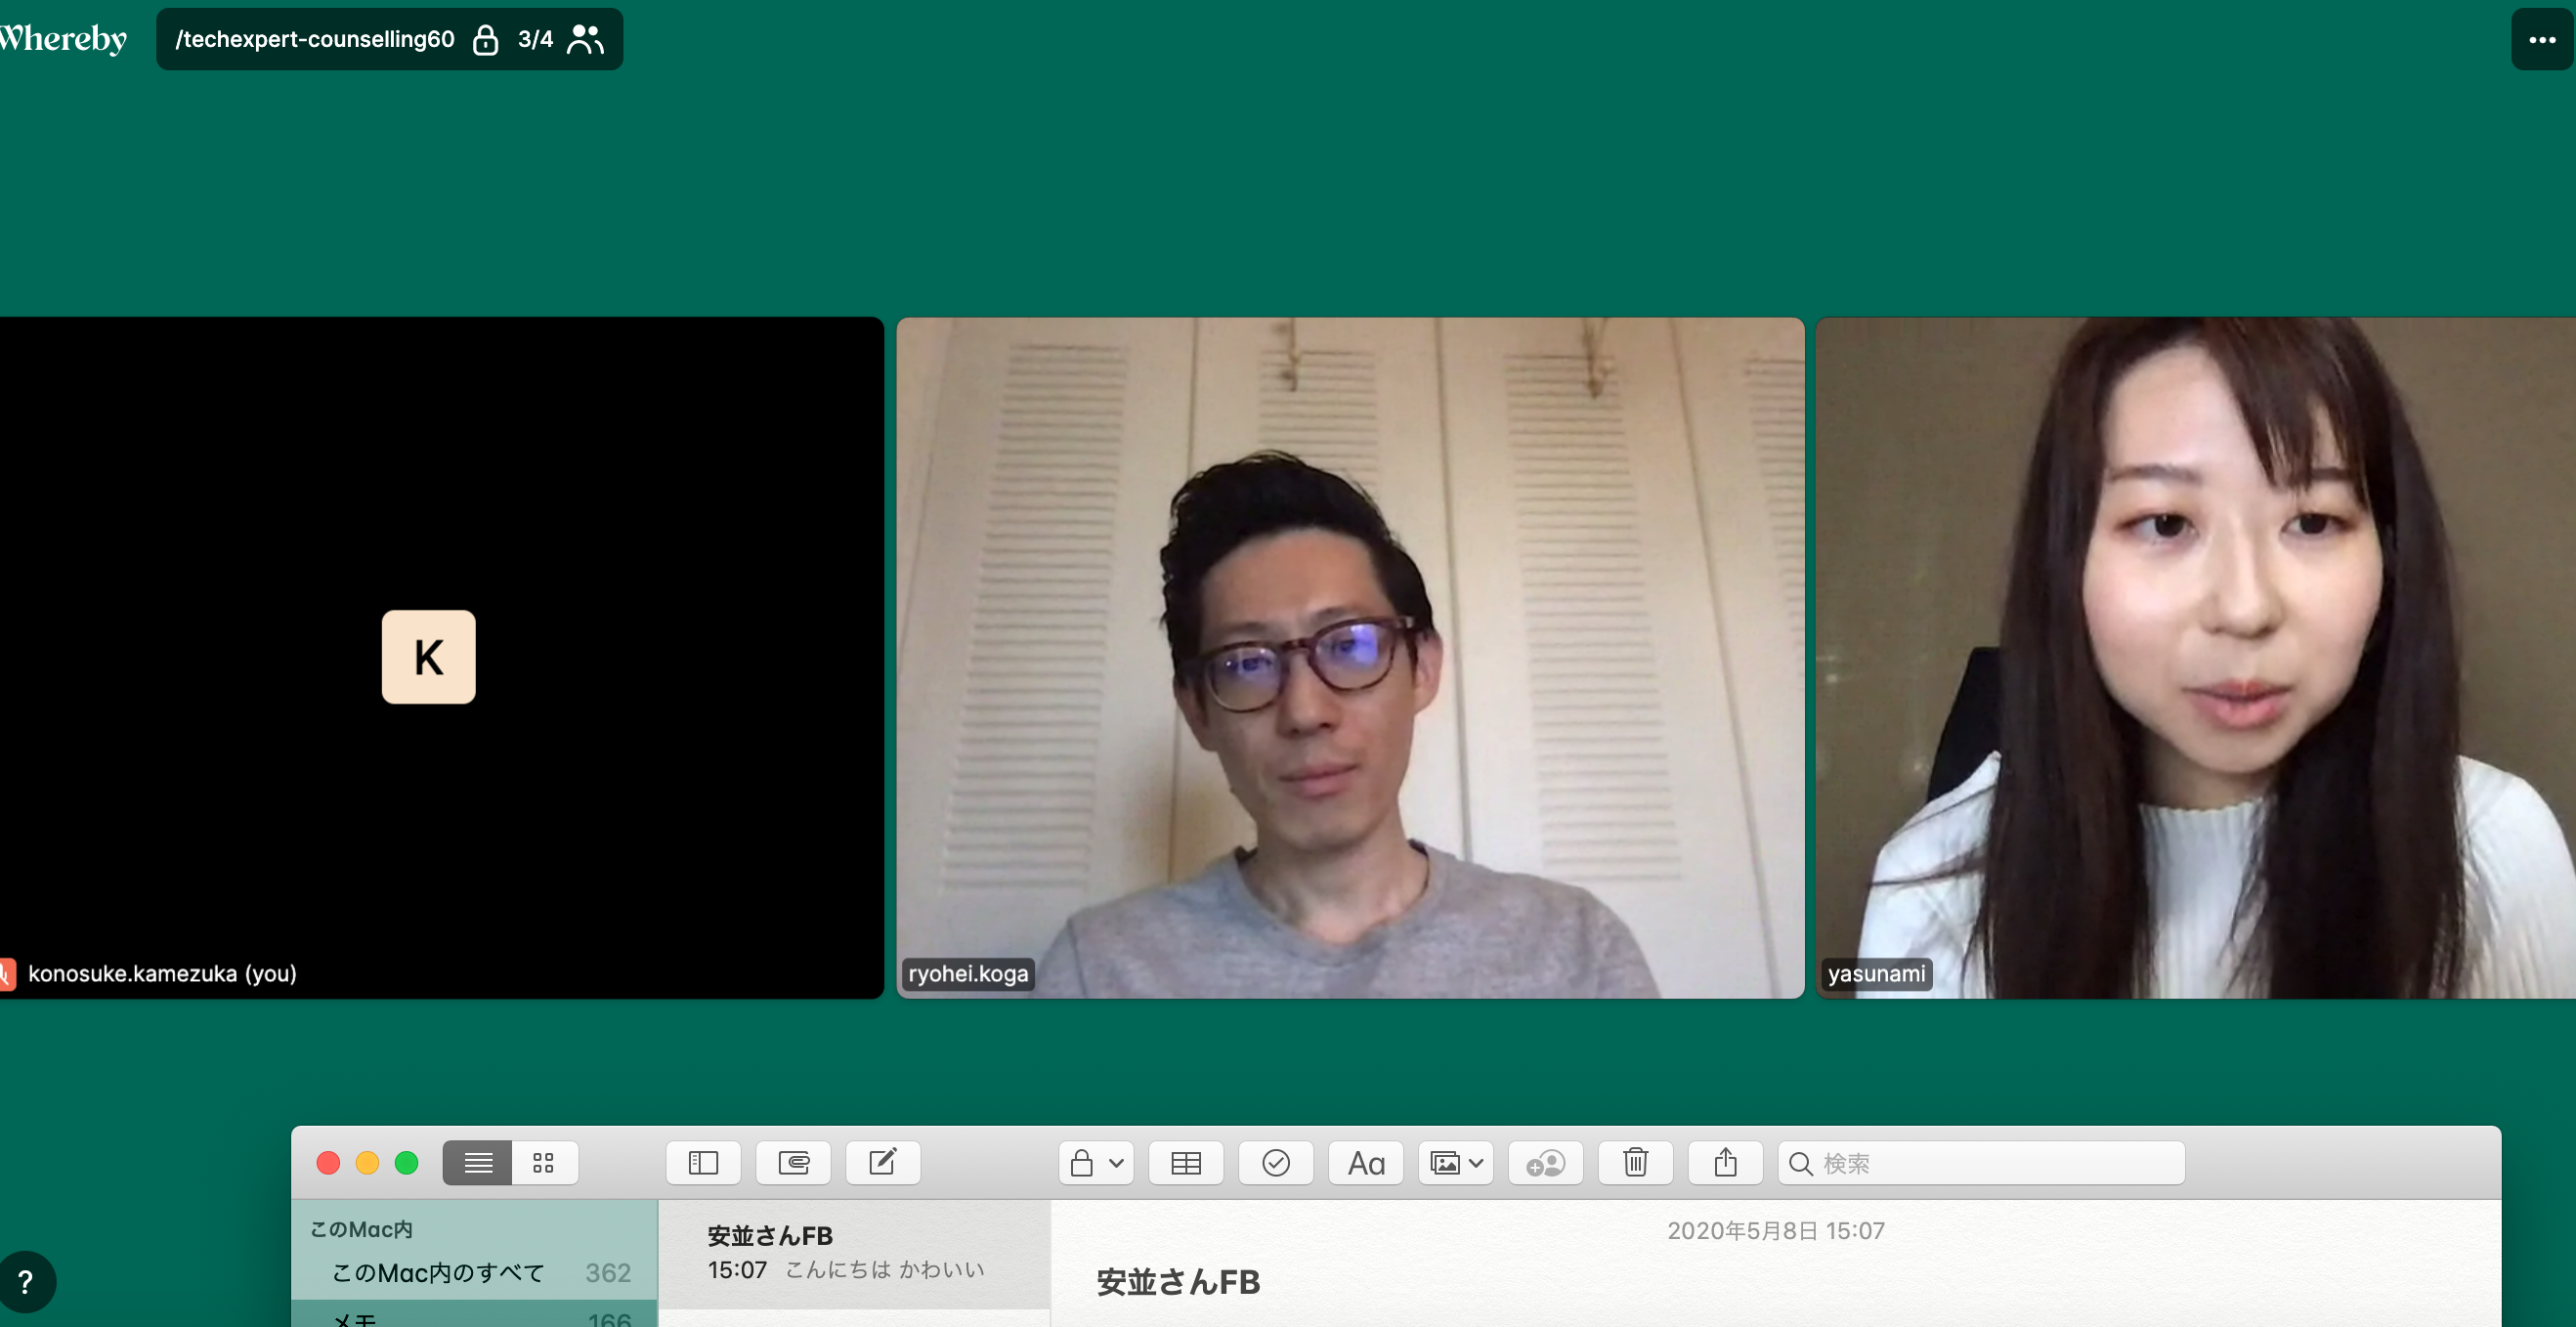 Whereby
/techexpert-counselling60 3/4
K
konosuke.kamezuka (you)
ryohei.koga
yasunami
Aa
検索
このMac内
このMac内のすべて 362
メモ 166
安並さんFB
15:07 こんにちは かわいい
2020年5月8日 15:07
安並さんFB
?